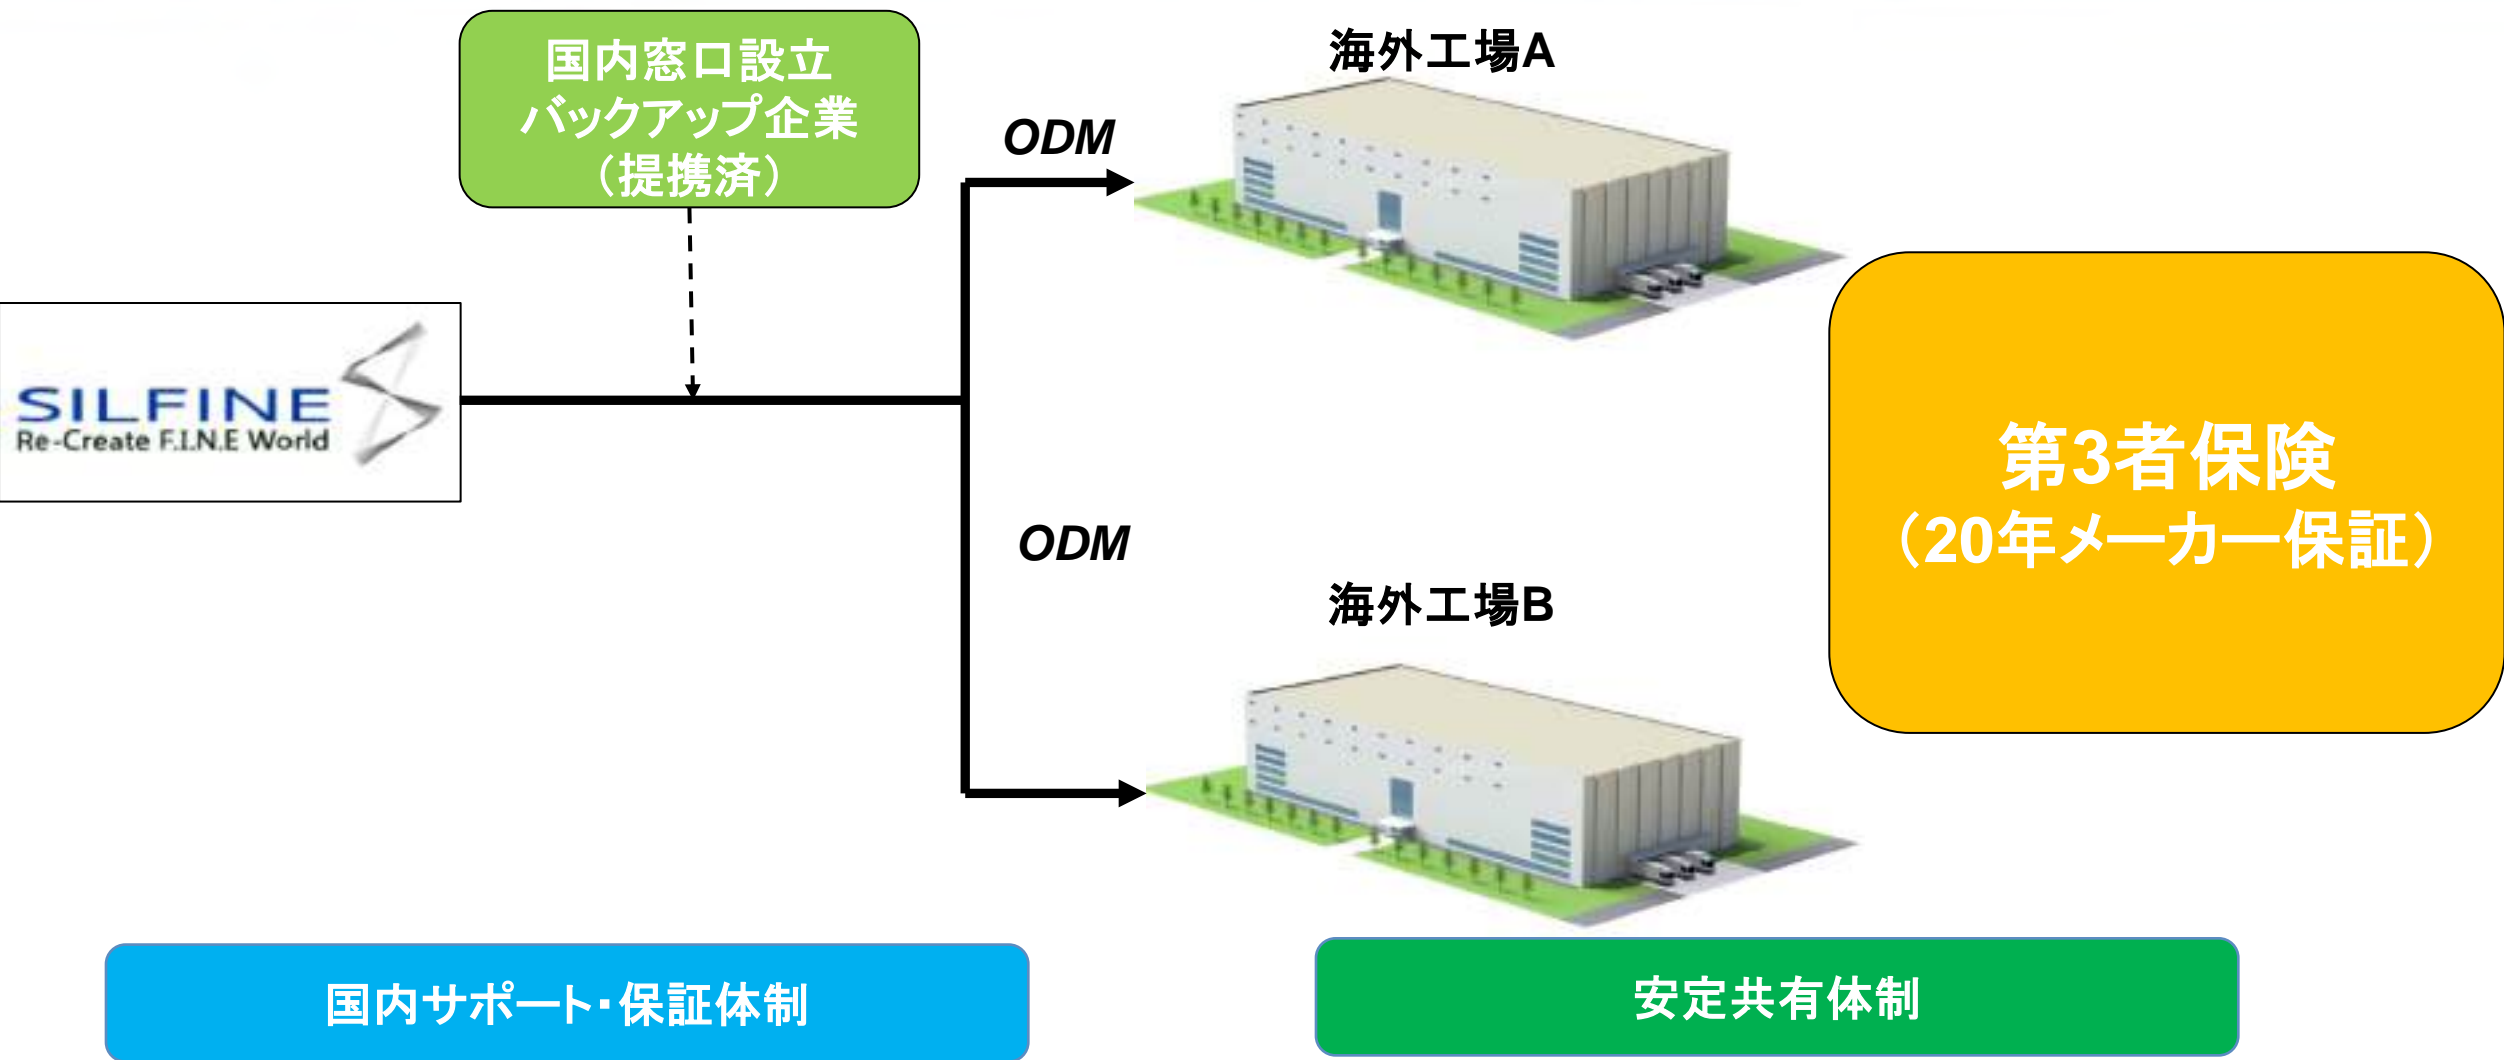 国内窓口設立
バックアップ企業
（提携済）
海外工場A
ODM
SILFINE
Re-Create F.I.N.E World
第3者保険
（20年メーカー保証）
ODM
海外工場B
国内サポート・保証体制
安定共有体制